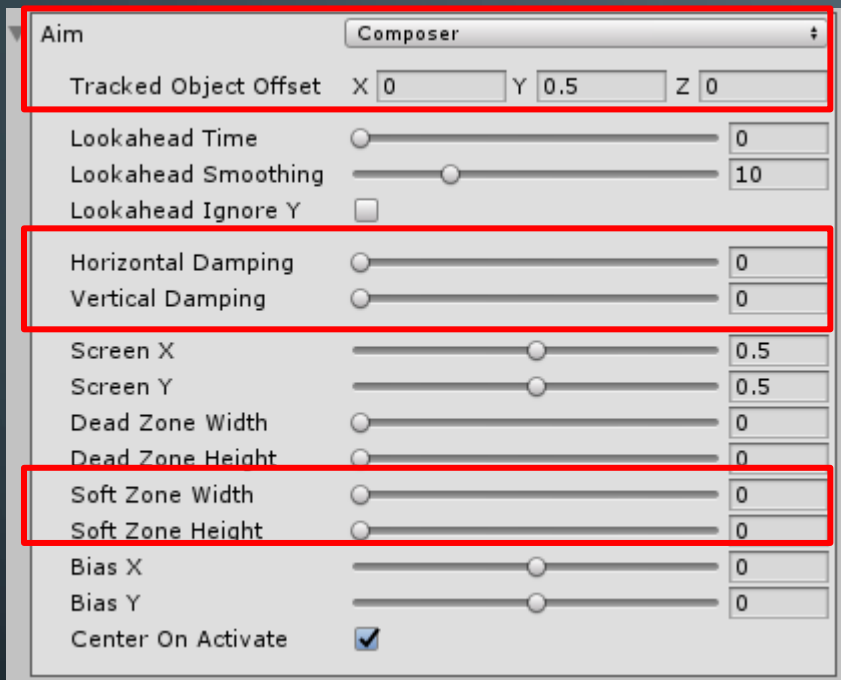 Aim Composer
Tracked Object Offset X 0 Y 0.5 Z 0
Lookahead Time 0
Lookahead Smoothing 10
Lookahead Ignore Y
Horizontal Damping 0
Vertical Damping 0
Screen X 0.5
Screen Y 0.5
Dead Zone Width 0
Dead Zone Height 0
Soft Zone Width 0
Soft Zone Height 0
Bias X 0
Bias Y 0
Center On Activate